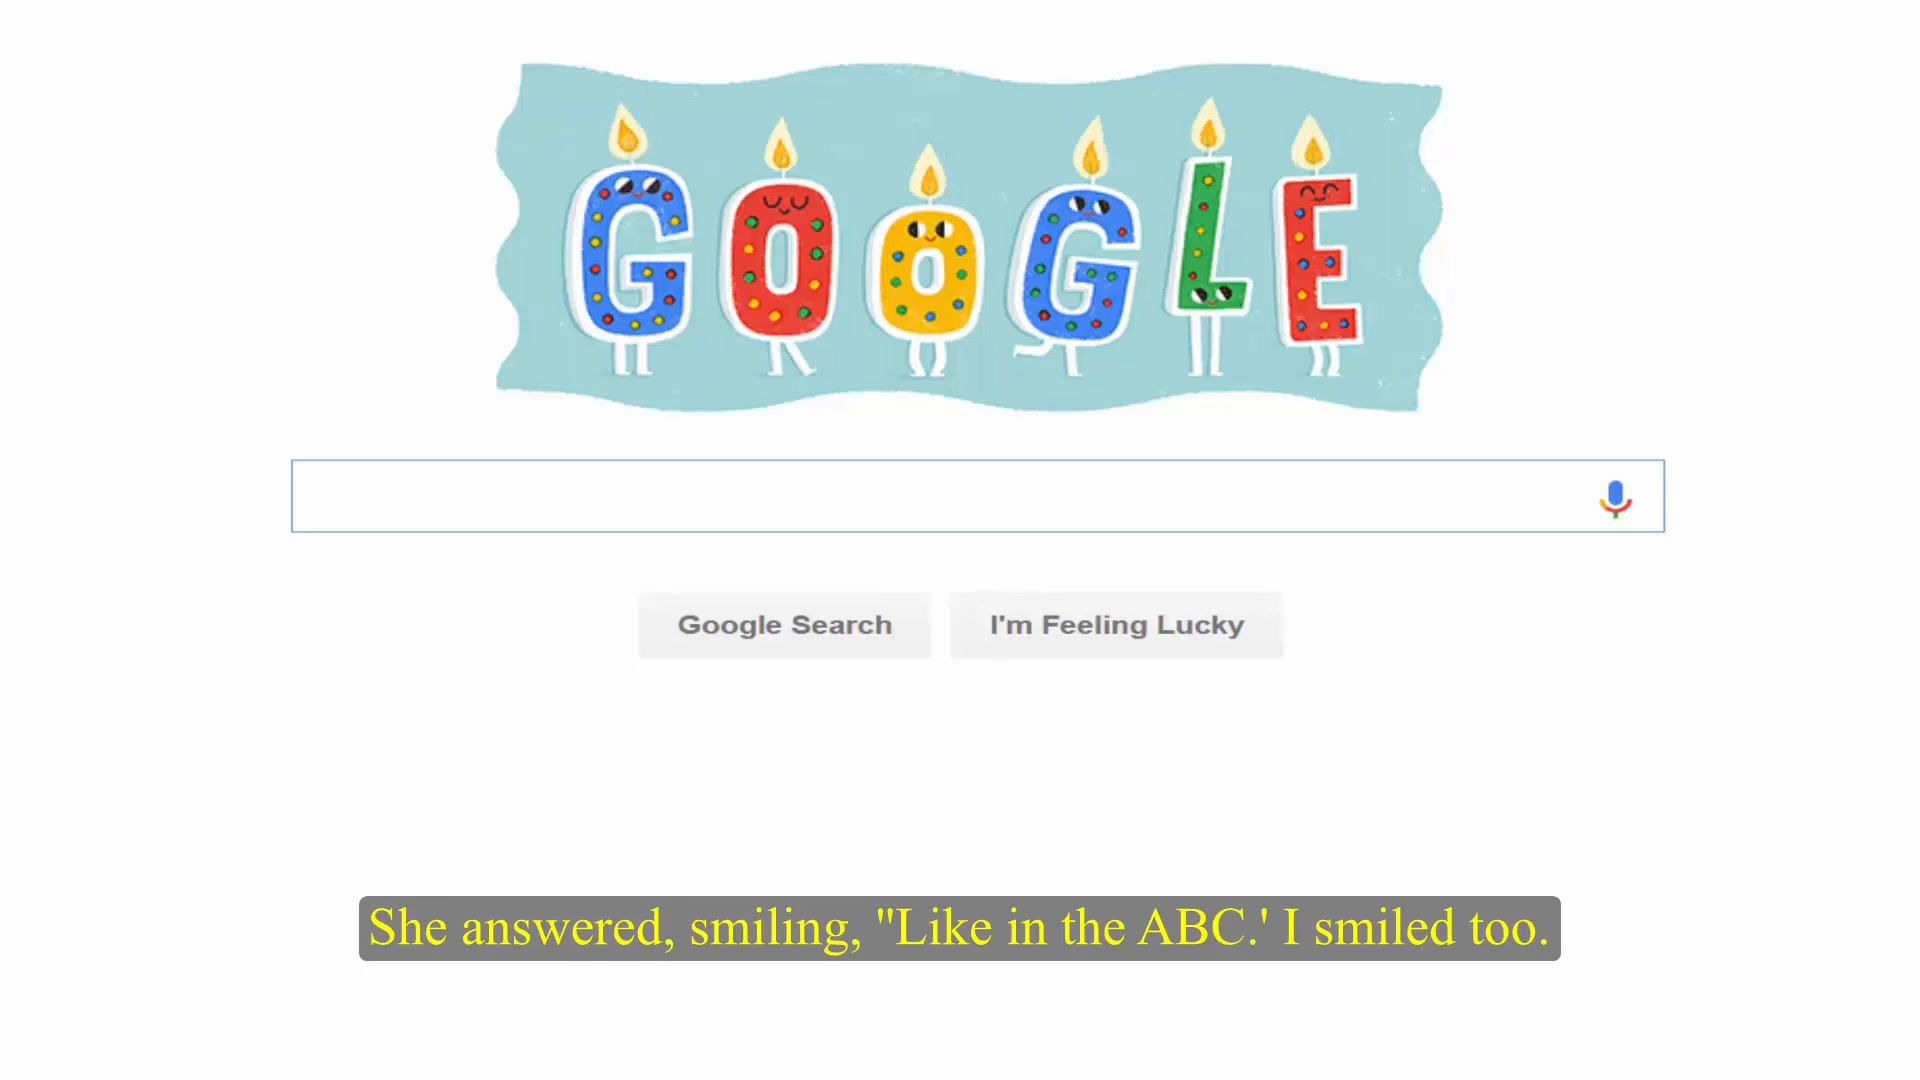 GOOGLE
Google Search
I'm Feeling Lucky
She answered, smiling, "Like in the ABC.' I smiled too.